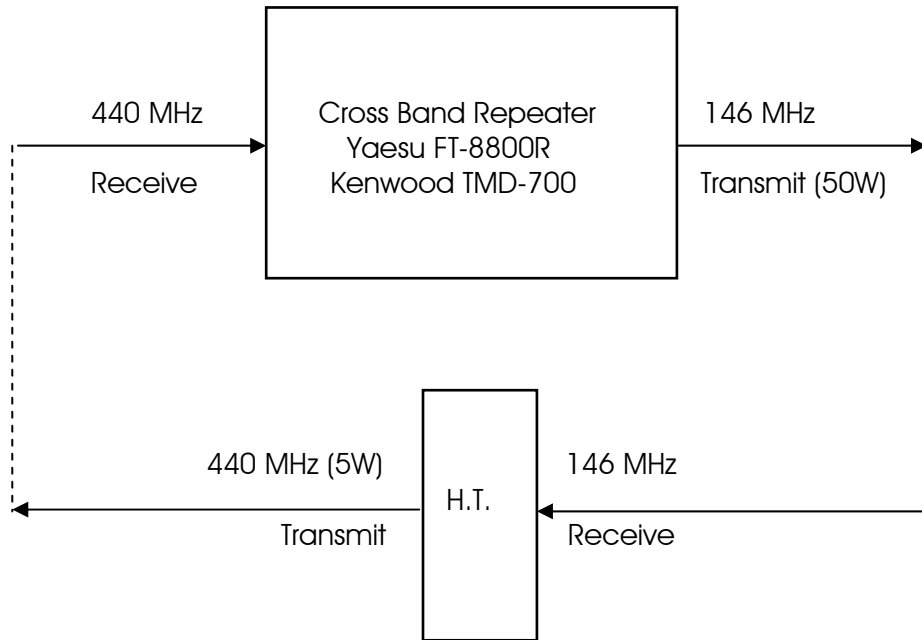 440 MHz
Receive
Cross Band Repeater
Yaesu FT-8800R
Kenwood TMD-700
146 MHz
Transmit (50W)
440 MHz (5W)
Transmit
H.T.
146 MHz
Receive